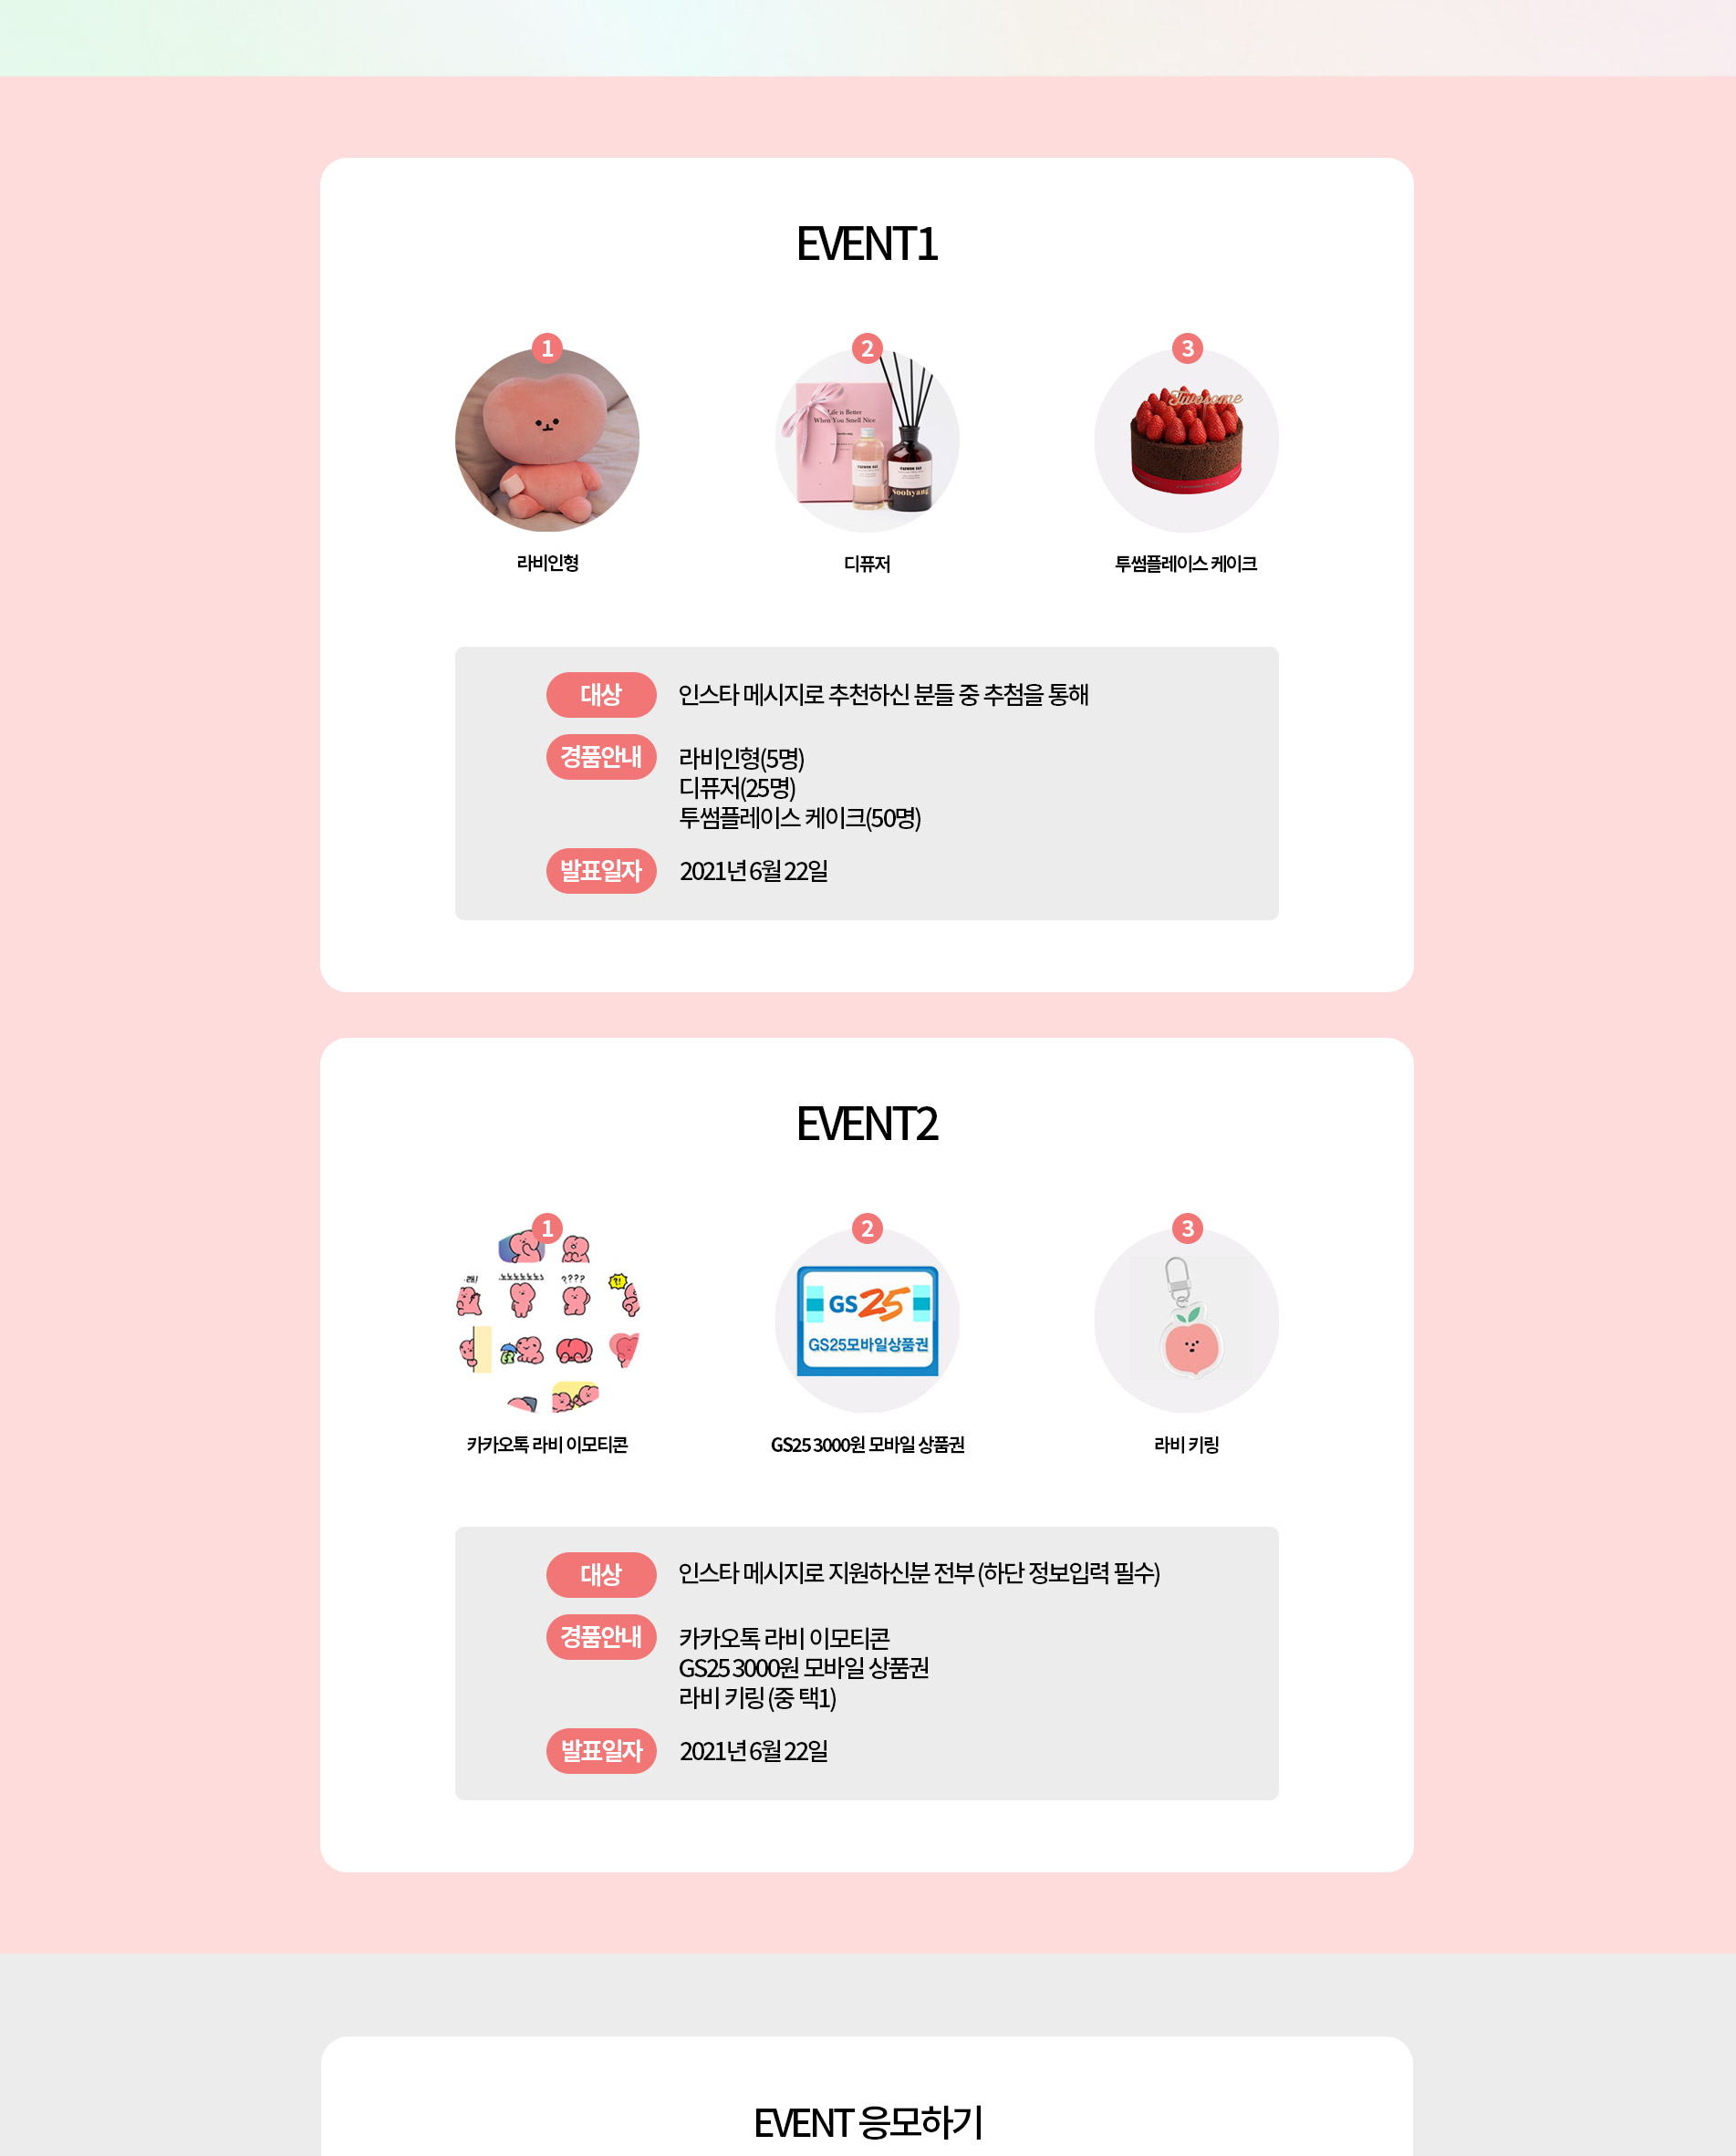 EVENT1
1
2
3
Life is Better
When You Smell Nice
Soohyang
Awesome
라비인형
디퓨저
투썸플레이스 케이크
대상
인스타 메시지로 추천하신 분들 중 추첨을 통해
경품안내
라비인형(5명)
디퓨저(25명)
투썸플레이스 케이크(50명)
발표일자
2021년 6월 22일
EVENT2
1
2
3
????
?!
GS25
GS25모바일상품권
카카오톡 라비 이모티콘
GS25 3000원 모바일 상품권
라비 키링
대상
인스타 메시지로 지원하신분 전부 (하단 정보입력 필수)
경품안내
카카오톡 라비 이모티콘
GS25 3000원 모바일 상품권
라비 키링 (중 택1)
발표일자
2021년 6월 22일
EVENT 응모하기